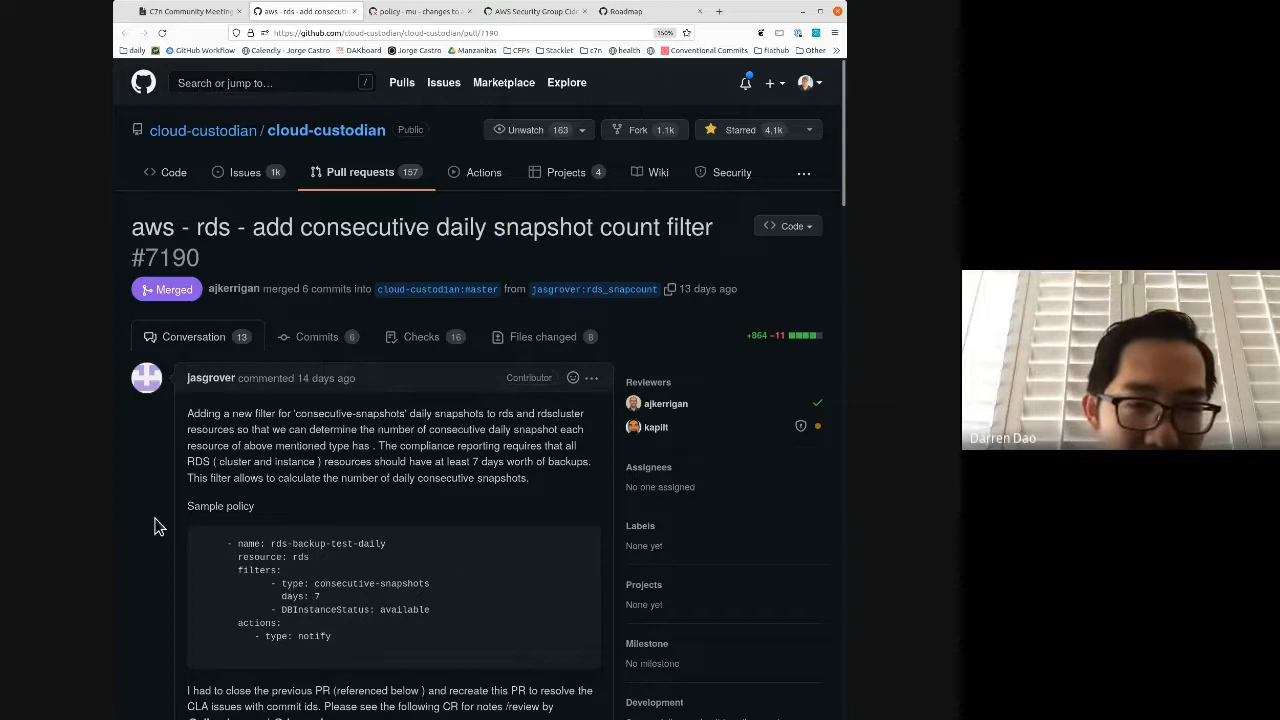 C7n Community Meeting
aws - rds - add consecuti
policy - mu - changes to
AWS Security Group Cidr
Roadmap
https://github.com/cloud-custodian/cloud-custodian/pull/7190
150%
daily
GitHub Workflow
Calendly - Jorge Castro
DAKboard
Jorge Castro
Manzanitas
CFPs
Stacklet
c7n
health
Conventional Commits
fiathub
Other
Search or jump to...
/
Pulls
Issues
Marketplace
Explore
cloud-custodian / cloud-custodian
Public
Unwatch 163
Fork 1.1k
Starred 4.1k
Code
Issues 1k
Pull requests 157
Actions
Projects 4
Wiki
Security
aws - rds - add consecutive daily snapshot count filter
#7190
Code
Merged
ajkerrigan merged 6 commits into cloud-custodian:master from jasgrover:rds_snapcount 13 days ago
Conversation 13
Commits 6
Checks 16
Files changed 8
+864 −11
jasgrover commented 14 days ago
Contributor
Adding a new filter for 'consecutive-snapshots' daily snapshots to rds and rdscluster
resources so that we can determine the number of consecutive daily snapshot each
resource of above mentioned type has . The compliance reporting requires that all
RDS ( cluster and instance ) resources should have at least 7 days worth of backups.
This filter allows to calculate the number of daily consecutive snapshots.
Sample policy
- name: rds-backup-test-daily
resource: rds
filters:
- type: consecutive-snapshots
days: 7
- DBInstanceStatus: available
actions:
- type: notify
I had to close the previous PR (referenced below ) and recreate this PR to resolve the
CLA issues with commit ids. Please see the following CR for notes /review by
Reviewers
ajkerrigan
kapilt
Assignees
No one assigned
Labels
None yet
Projects
None yet
Milestone
No milestone
Development
Darren Dao